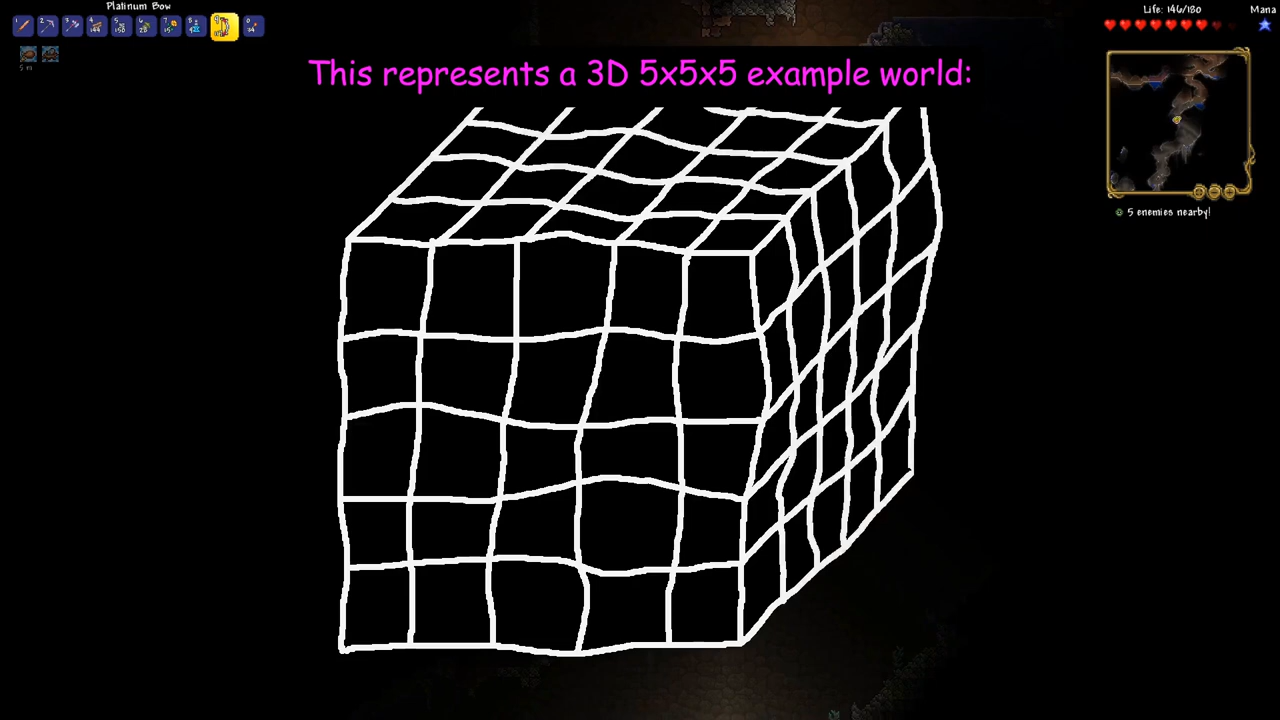 Platinum Bow
Life: 146/180
Mana
This represents a 3D 5x5x5 example world:
5 enemies nearby!